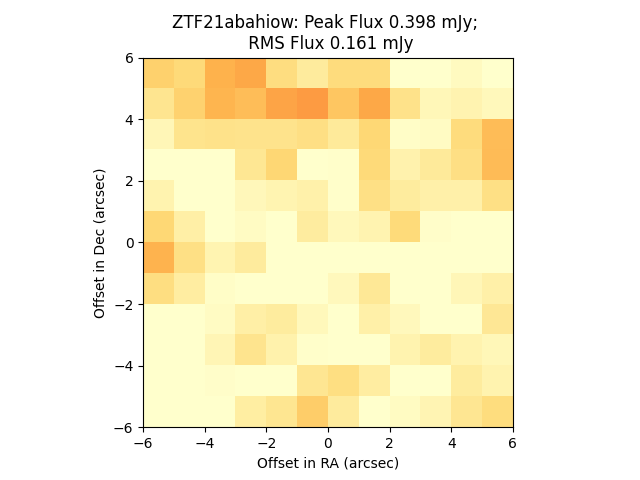 ZTF21abahiow: Peak Flux 0.398 mJy;
RMS Flux 0.161 mJy
6
4
2
0
−2
−4
−6
Offset in Dec (arcsec)
−6 −4 −2 0 2 4 6
Offset in RA (arcsec)